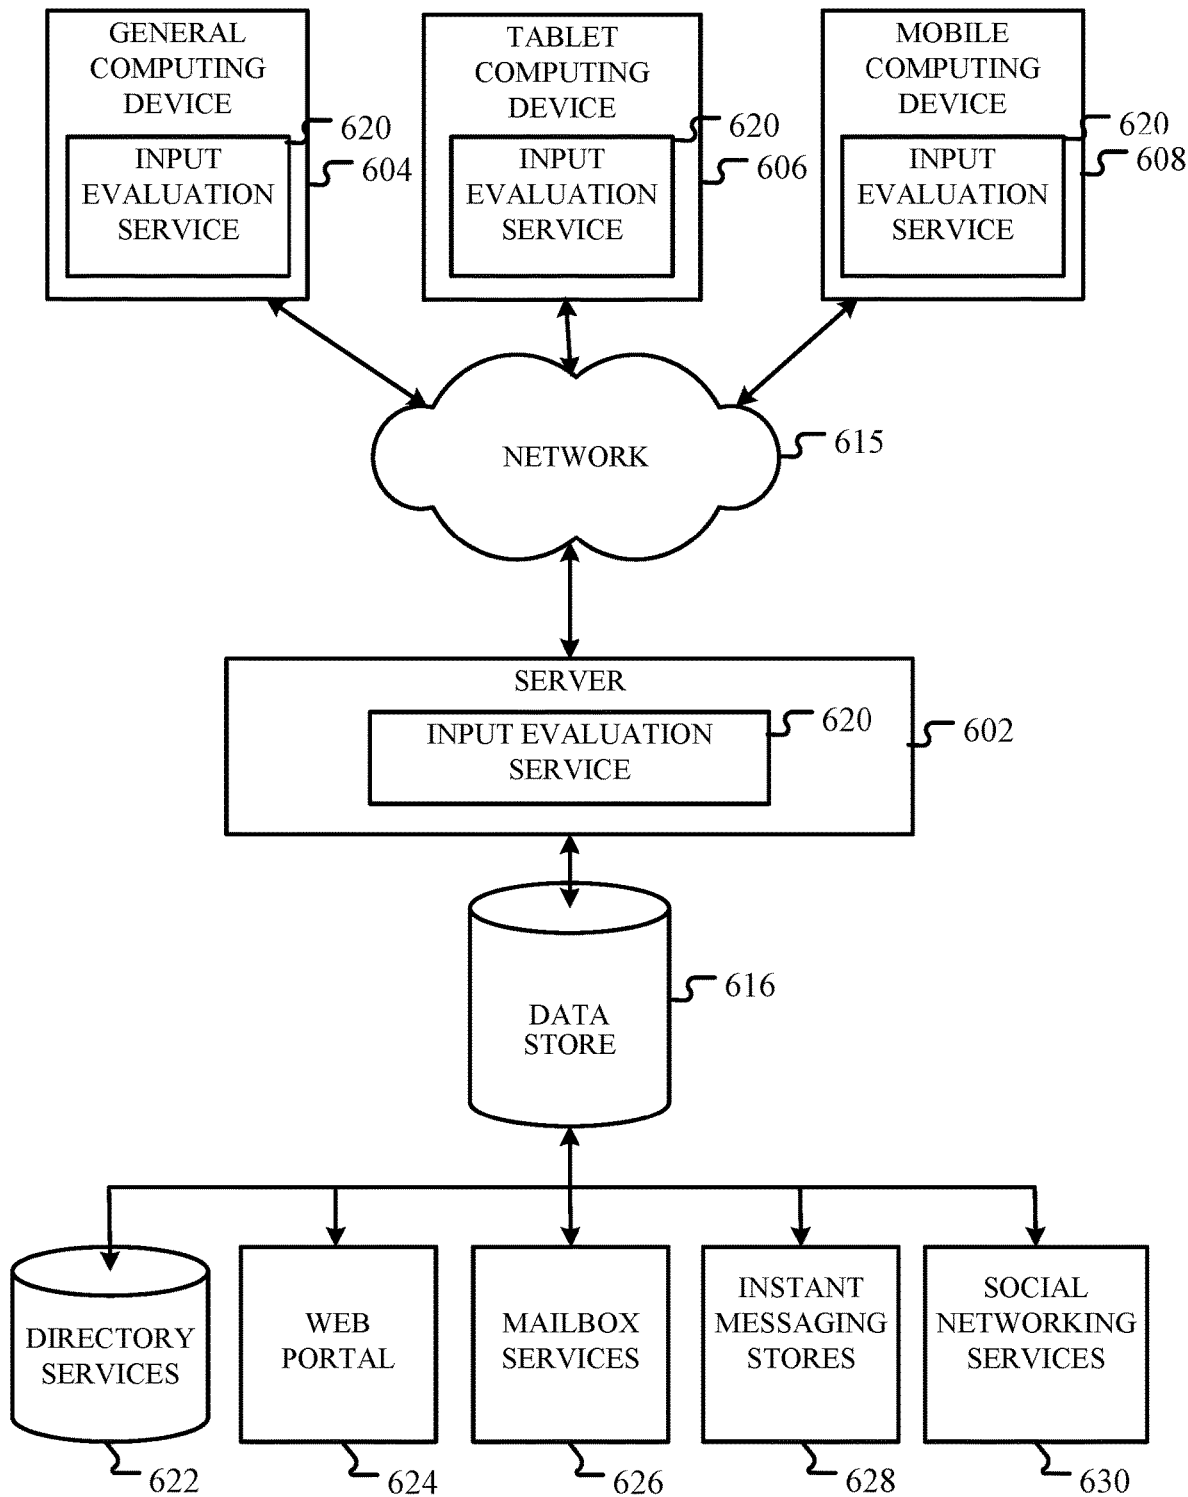 GENERAL
COMPUTING
DEVICE
620
INPUT
EVALUATION
SERVICE
604
TABLET
COMPUTING
DEVICE
620
INPUT
EVALUATION
SERVICE
606
MOBILE
COMPUTING
DEVICE
620
INPUT
EVALUATION
SERVICE
608
NETWORK
615
SERVER
INPUT EVALUATION
SERVICE
620
602
DATA
STORE
616
DIRECTORY
SERVICES
622
WEB
PORTAL
624
MAILBOX
SERVICES
626
INSTANT
MESSAGING
STORES
628
SOCIAL
NETWORKING
SERVICES
630